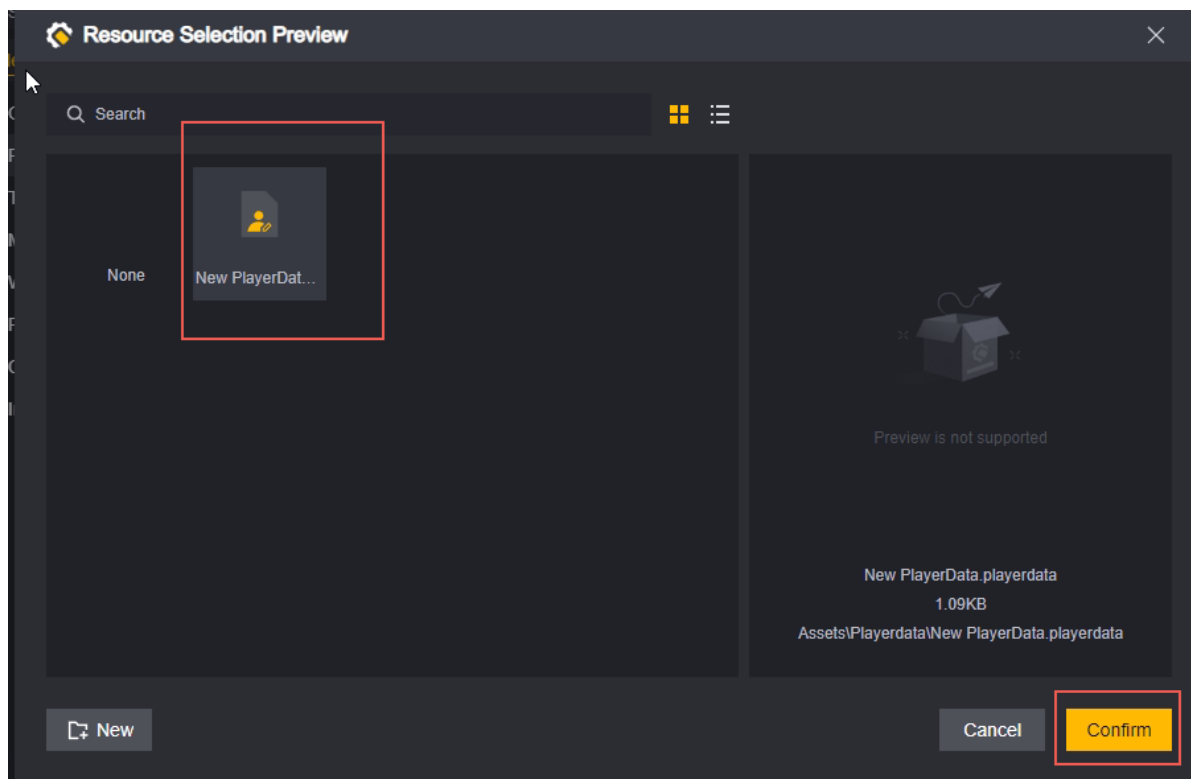 Resource Selection Preview
Search
None
New PlayerDat...
Preview is not supported
New PlayerData.playerdata
1.09KB
Assets\Playerdata\New PlayerData.playerdata
New
Cancel
Confirm